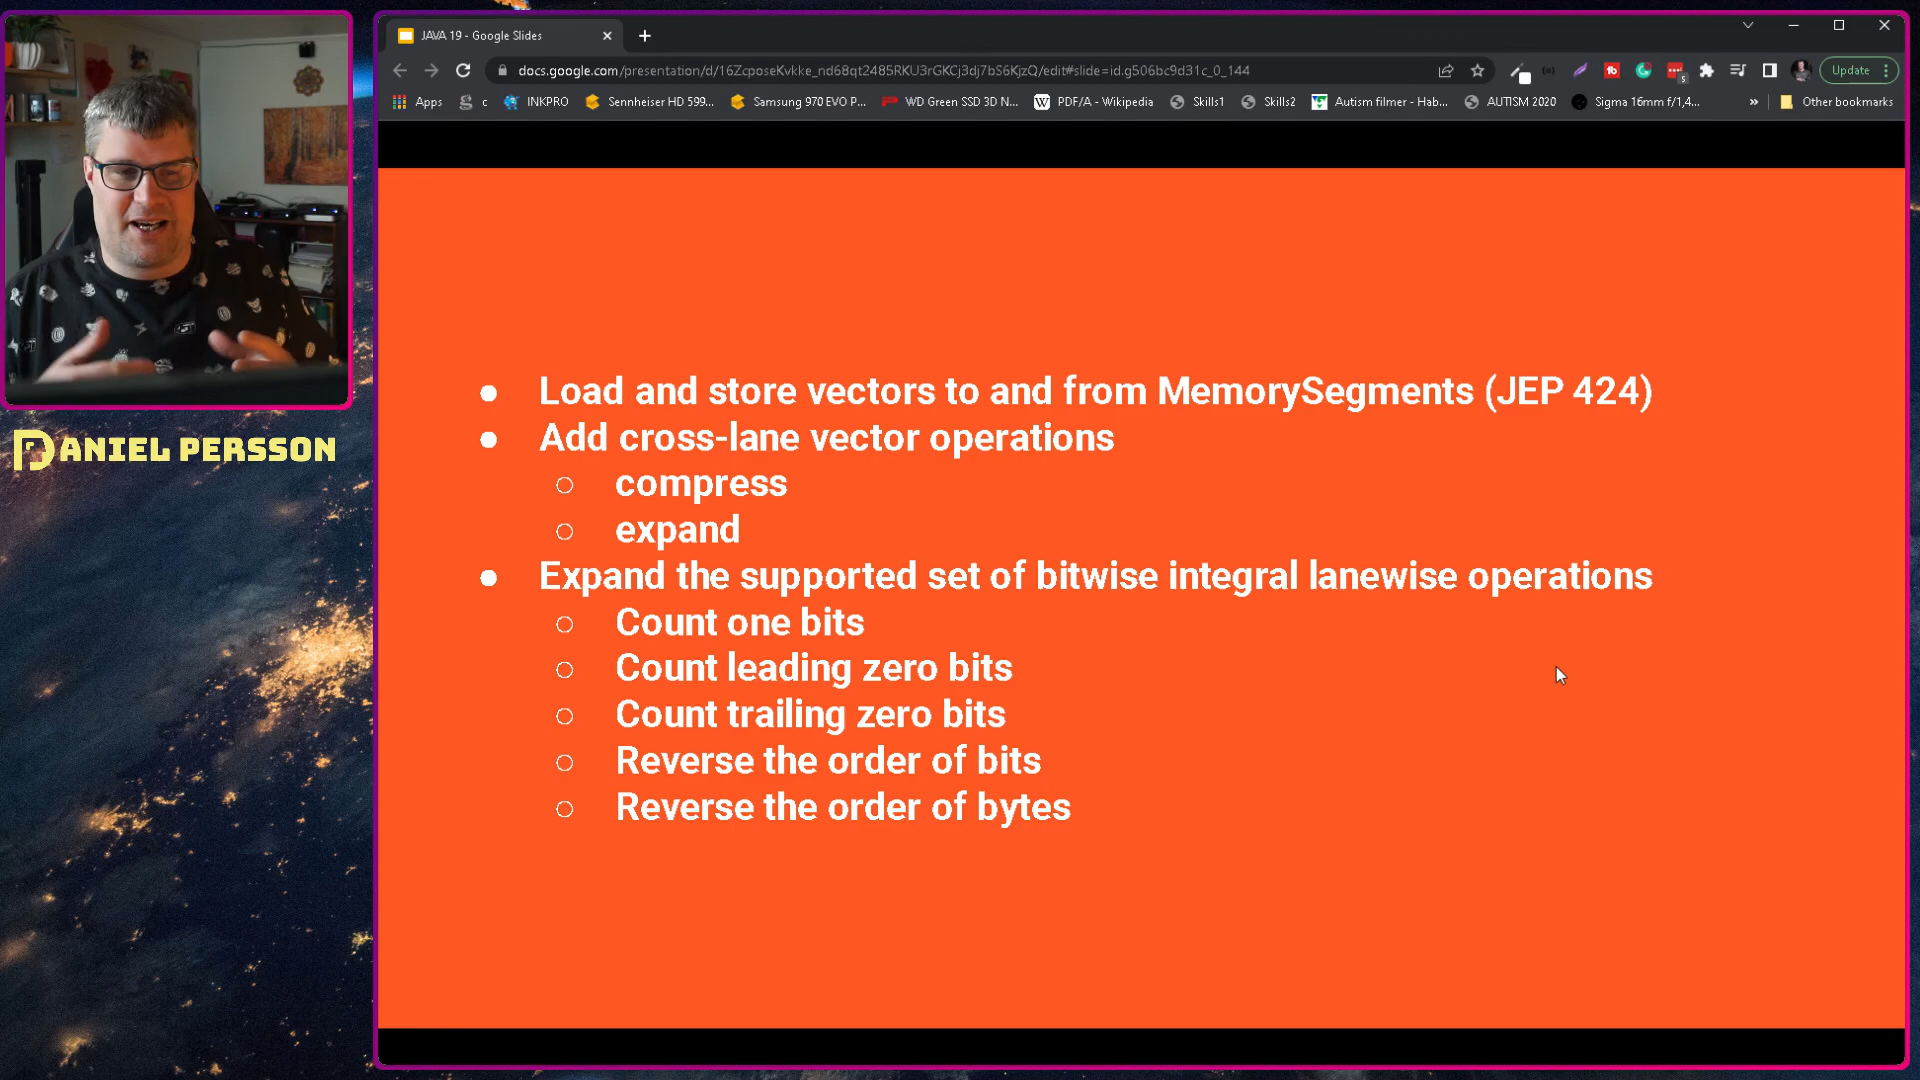 JAVA 19 - Google Slides
docs.google.com/presentation/d/16ZcposeKvkke_nd68qt2485RKU3rGKCj3dj7bS6KjzQ/edit#slide=id.g506bc9d31c_0_144
Update
Apps
c
INKPRO
Sennheiser HD 599...
Samsung 970 EVO P...
WD Green SSD 3D N...
PDF/A - Wikipedia
Skills1
Skills2
Autism filmer - Hab...
AUTISM 2020
Sigma 16mm f/1,4...
»
Other bookmarks
DANIEL PERSSON
● Load and store vectors to and from MemorySegments (JEP 424)
● Add cross-lane vector operations
○ compress
○ expand
● Expand the supported set of bitwise integral lanewise operations
○ Count one bits
○ Count leading zero bits
○ Count trailing zero bits
○ Reverse the order of bits
○ Reverse the order of bytes